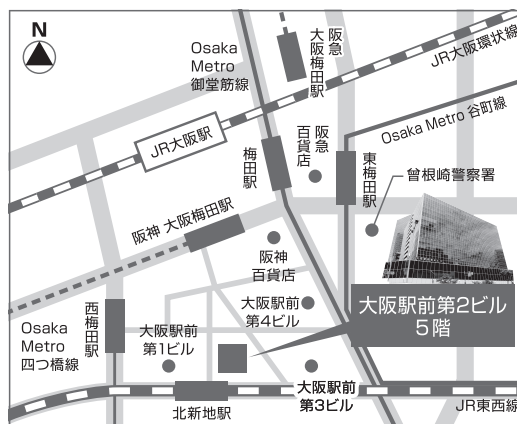 N
Osaka
Metro
御堂筋線
阪急
大阪梅田駅
JR大阪環状線
Osaka Metro 谷町線
JR大阪駅
梅田駅
阪急
百貨店
東梅田駅
曾根崎警察署
阪神 大阪梅田駅
阪神
百貨店
大阪駅前第2ビル
5階
西梅田駅
Osaka
Metro
四つ橋線
大阪駅前
第1ビル
大阪駅前
第4ビル
大阪駅前
第3ビル
北新地駅
JR東西線